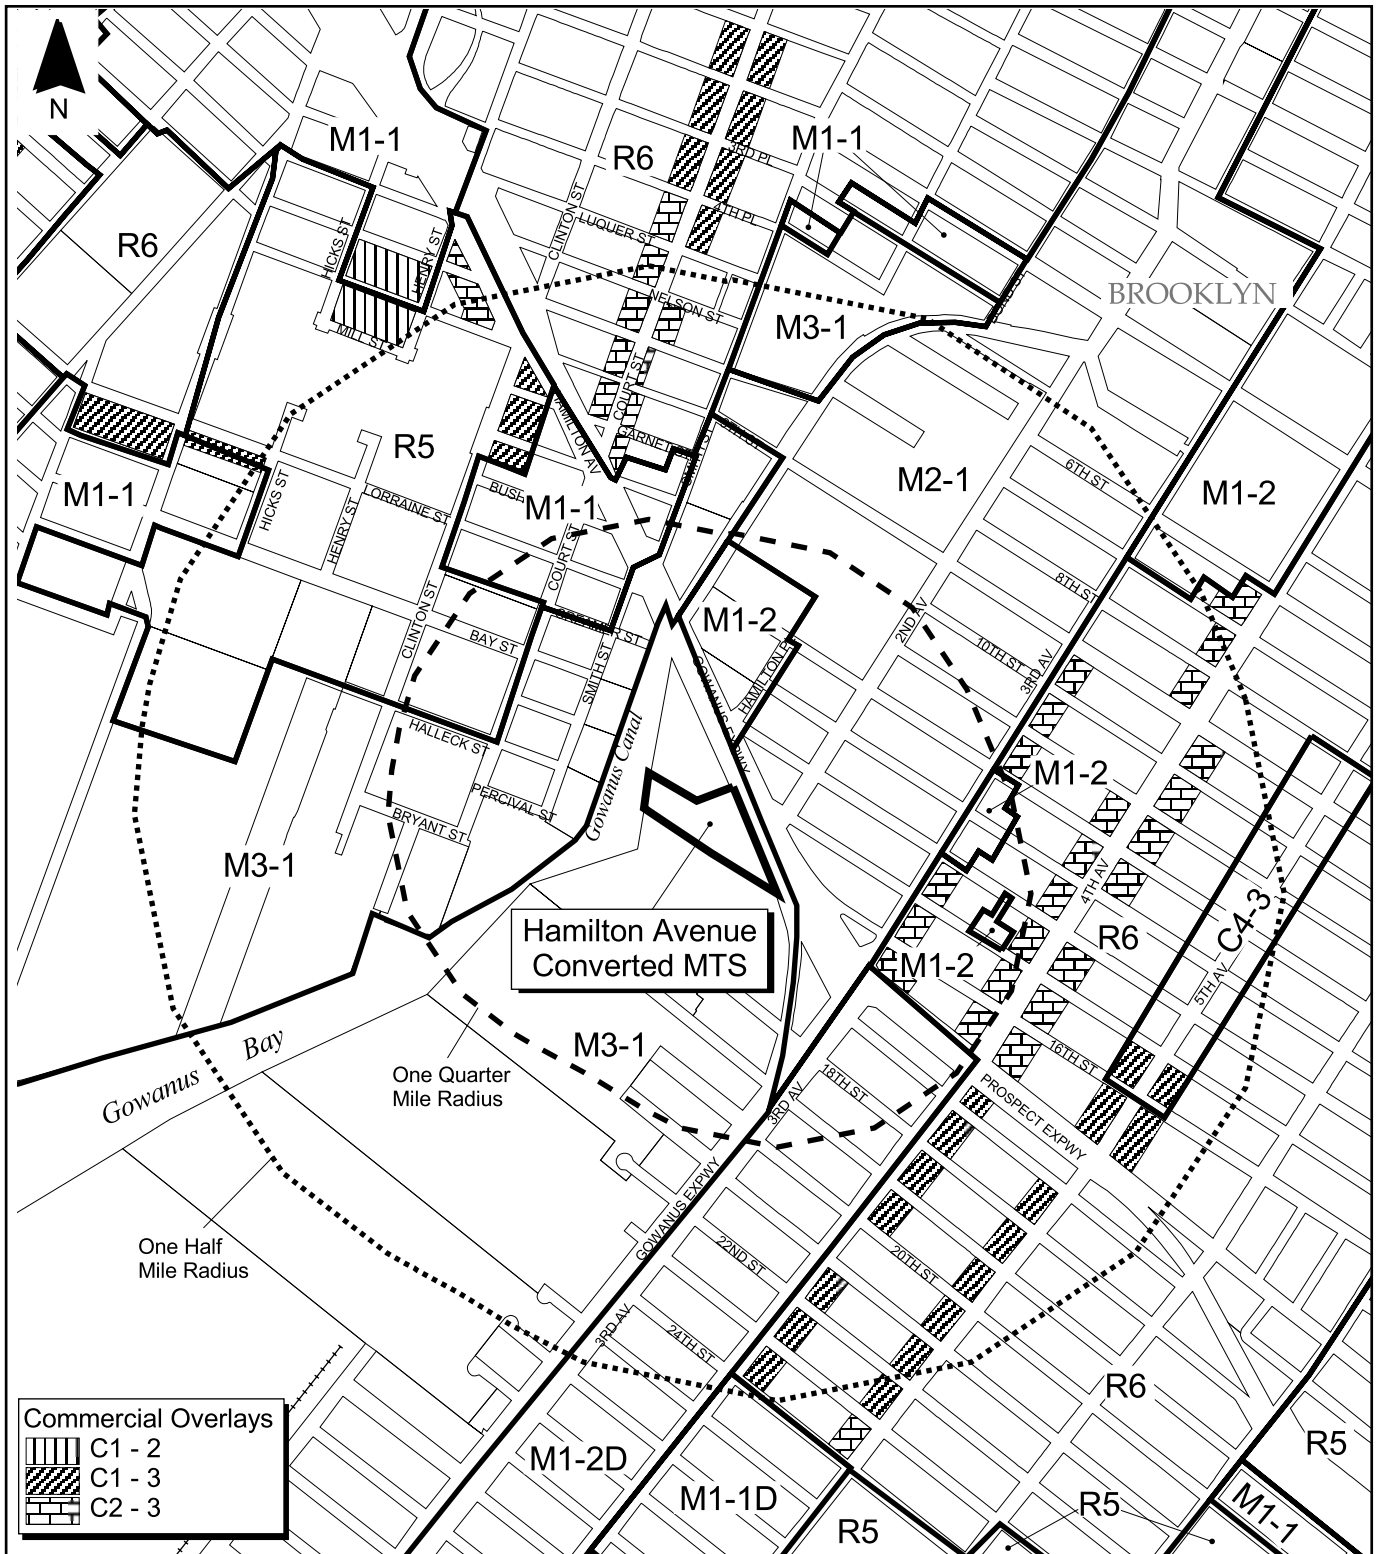 N
M1-1
R6
M1-1
3RD PL
4TH PL
R6
HICKS ST
HENRY ST
CLINTON ST
LUQUER ST
BROOKLYN
NELSON ST
M3-1
MILL ST
COURT ST
HAMILTON AV
R5
M2-1
6TH ST
M1-2
M1-1
HICKS ST
HENRY ST
LORRAINE ST
M1-1
COURT ST
8TH ST
CLINTON ST
BAY ST
SMITH ST
M1-2
HAMILTON PL
GOWANUS EXPWY
2ND AV
10TH ST
3RD AV
HALLECK ST
PERCIVAL ST
BRYANT ST
Gowanus Canal
M1-2
M3-1
4TH AV
Hamilton Avenue
Converted MTS
M1-2
R6
C4-3
5TH AV
Gowanus Bay
M3-1
One Quarter
Mile Radius
16TH ST
18TH ST
3RD AV
PROSPECT EXPWY
GOWANUS EXPWY
One Half
Mile Radius
22ND ST
20TH ST
3RD AV
24TH ST
R6
Commercial Overlays
C1 - 2
C1 - 3
C2 - 3
M1-2D
M1-1D
R5
R5
R5
M1-1